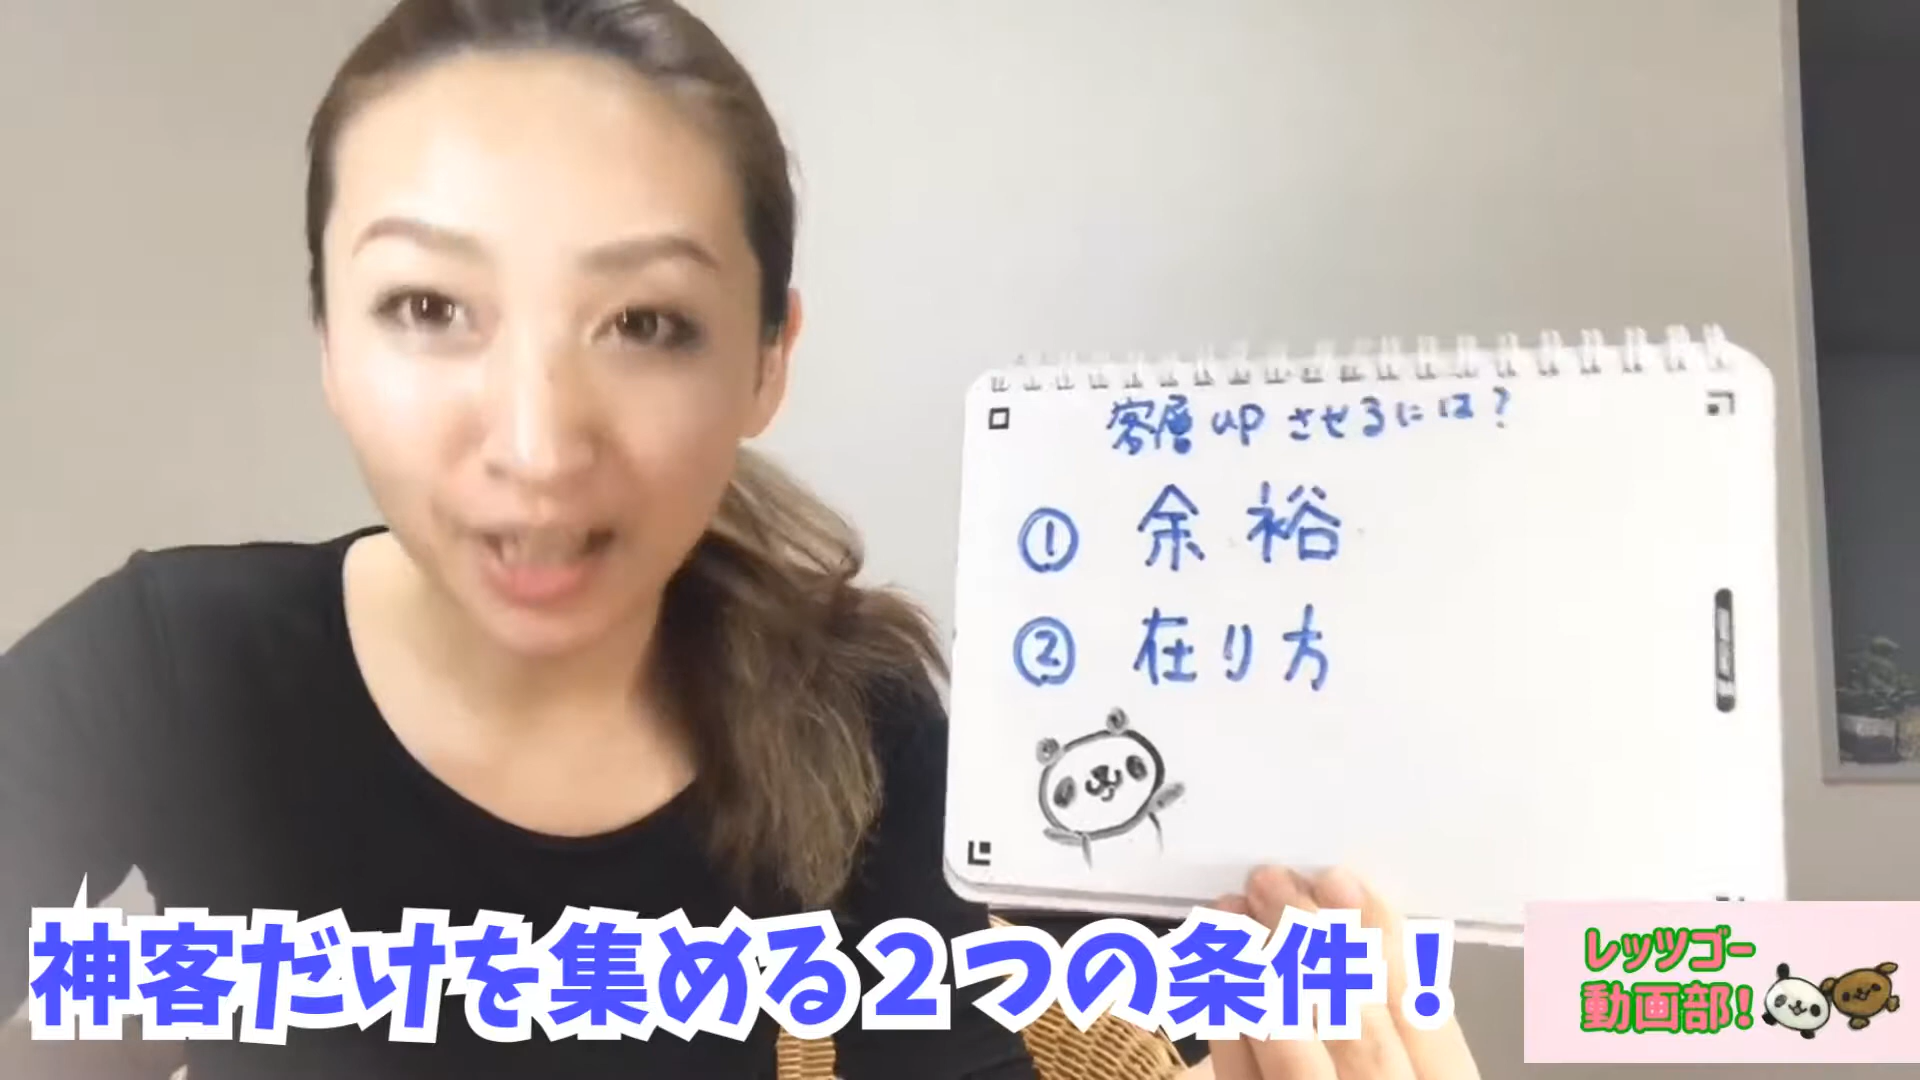 客層upさせるには?
① 余裕
② 在り方
神客だけを集める2つの条件!
レッツゴー
動画部!